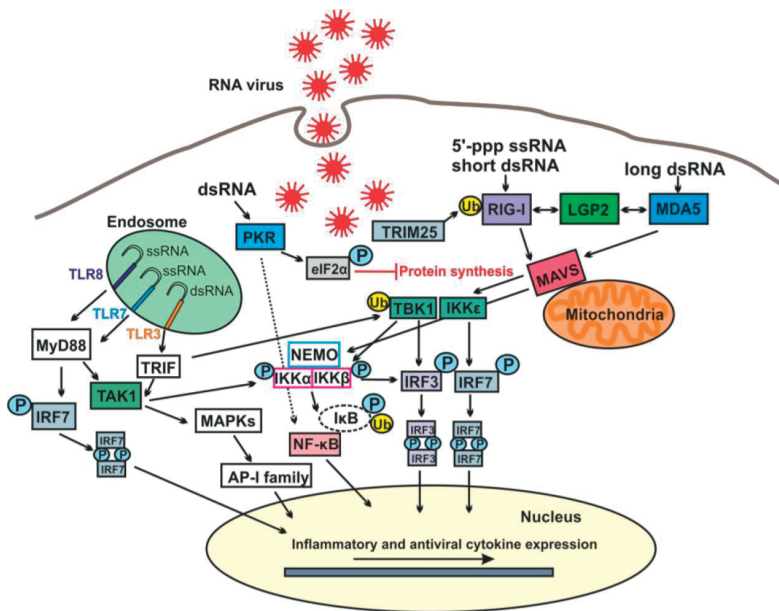 RNA virus
5'-ppp ssRNA
short dsRNA
long dsRNA
dsRNA
Ub
RIG-I
LGP2
MDA5
TRIM25
Endosome
PKR
P
eIF2α
Protein synthesis
MAVS
ssRNA
ssRNA
dsRNA
TLR8
TLR7
TLR3
Ub
TBK1
IKKε
Mitochondria
MyD88
TRIF
NEMO
P
IKKα
IKKβ
P
IRF3
P
IRF7
P
TAK1
P
IRF7
MAPKs
IκB
P
Ub
NF-κB
IRF3
P P
IRF3
IRF7
P P
IRF7
IRF7
P P
IRF7
AP-I family
Nucleus
Inflammatory and antiviral cytokine expression